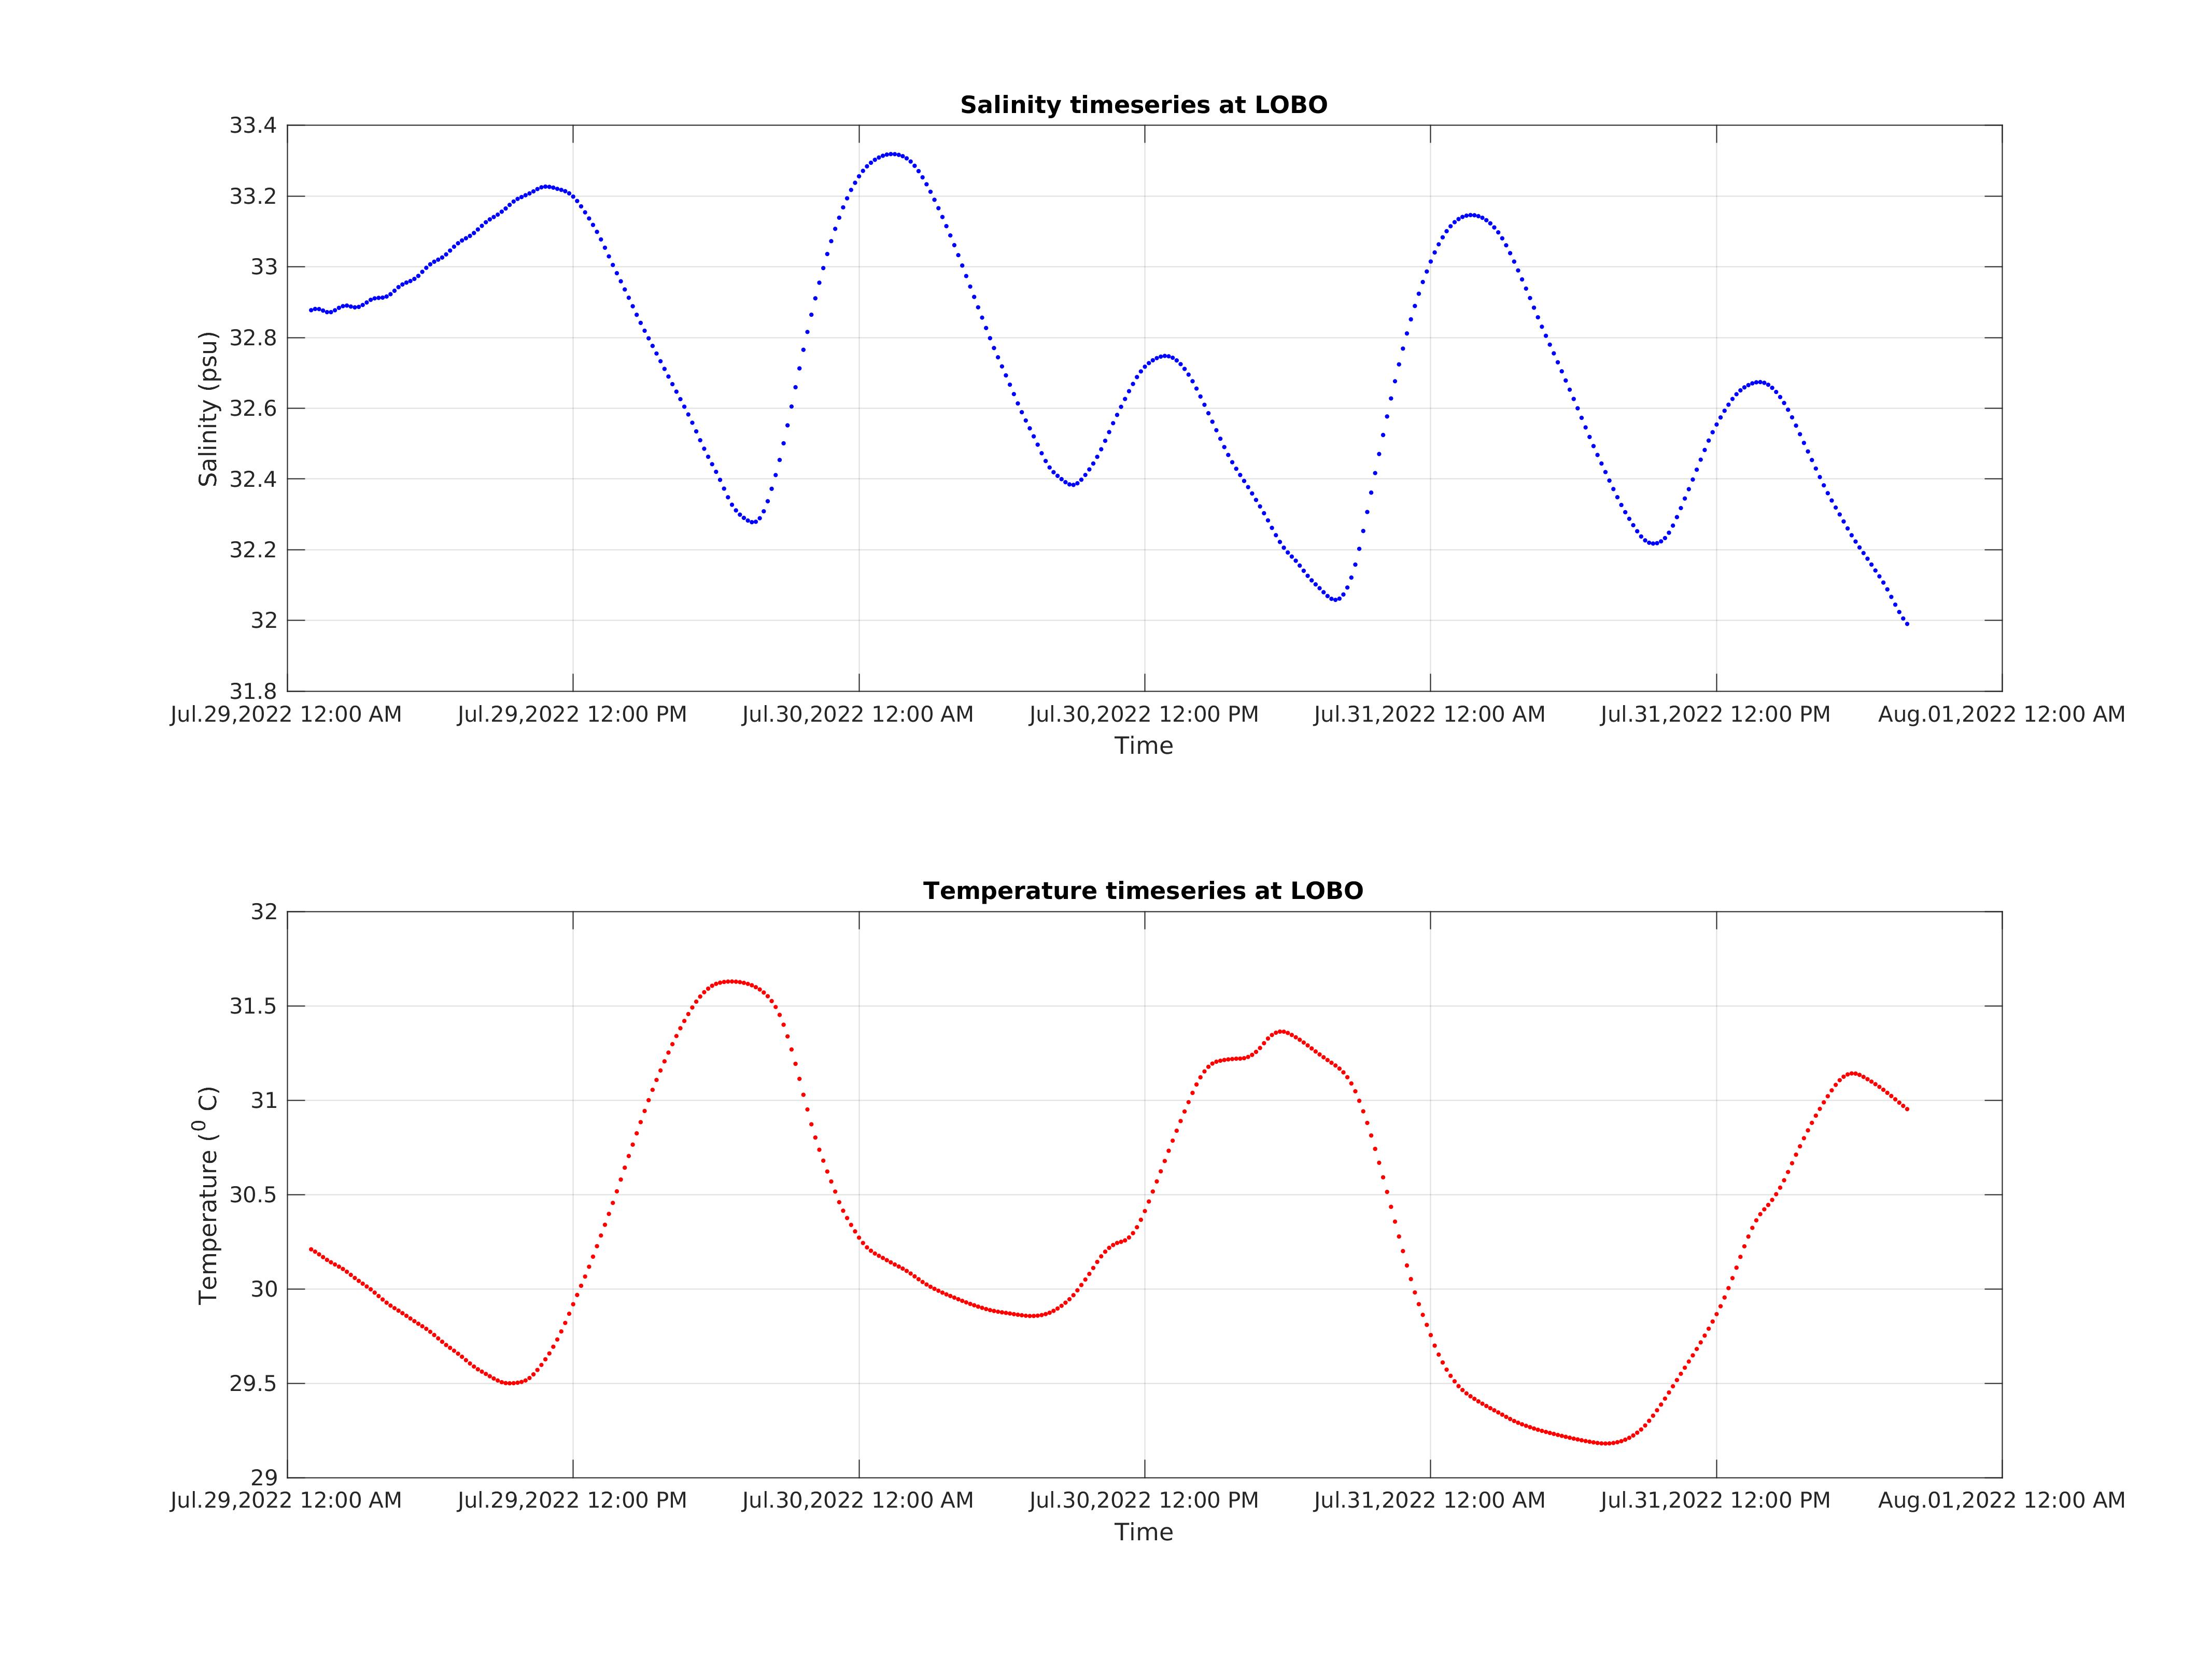 Salinity timeseries at LOBO
33.4
33.2
33
32.8
32.6
32.4
32.2
32
31.8
Salinity (psu)
Jul.29,2022 12:00 AM Jul.29,2022 12:00 PM Jul.30,2022 12:00 AM Jul.30,2022 12:00 PM Jul.31,2022 12:00 AM Jul.31,2022 12:00 PM Aug.01,2022 12:00 AM
Time
Temperature timeseries at LOBO
32
31.5
31
30.5
30
29.5
29
Temperature (⁰ C)
Jul.29,2022 12:00 AM Jul.29,2022 12:00 PM Jul.30,2022 12:00 AM Jul.30,2022 12:00 PM Jul.31,2022 12:00 AM Jul.31,2022 12:00 PM Aug.01,2022 12:00 AM
Time